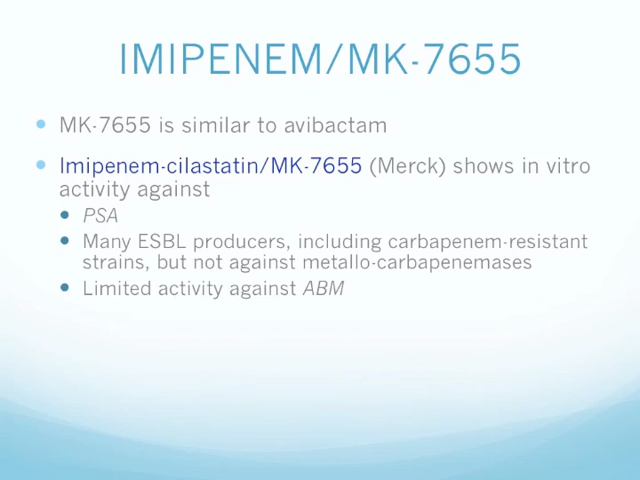 IMIPENEM/MK-7655
• MK-7655 is similar to avibactam
• Imipenem-cilastatin/MK-7655 (Merck) shows in vitro
activity against
• PSA
• Many ESBL producers, including carbapenem-resistant
strains, but not against metallo-carbapenemases
• Limited activity against ABM